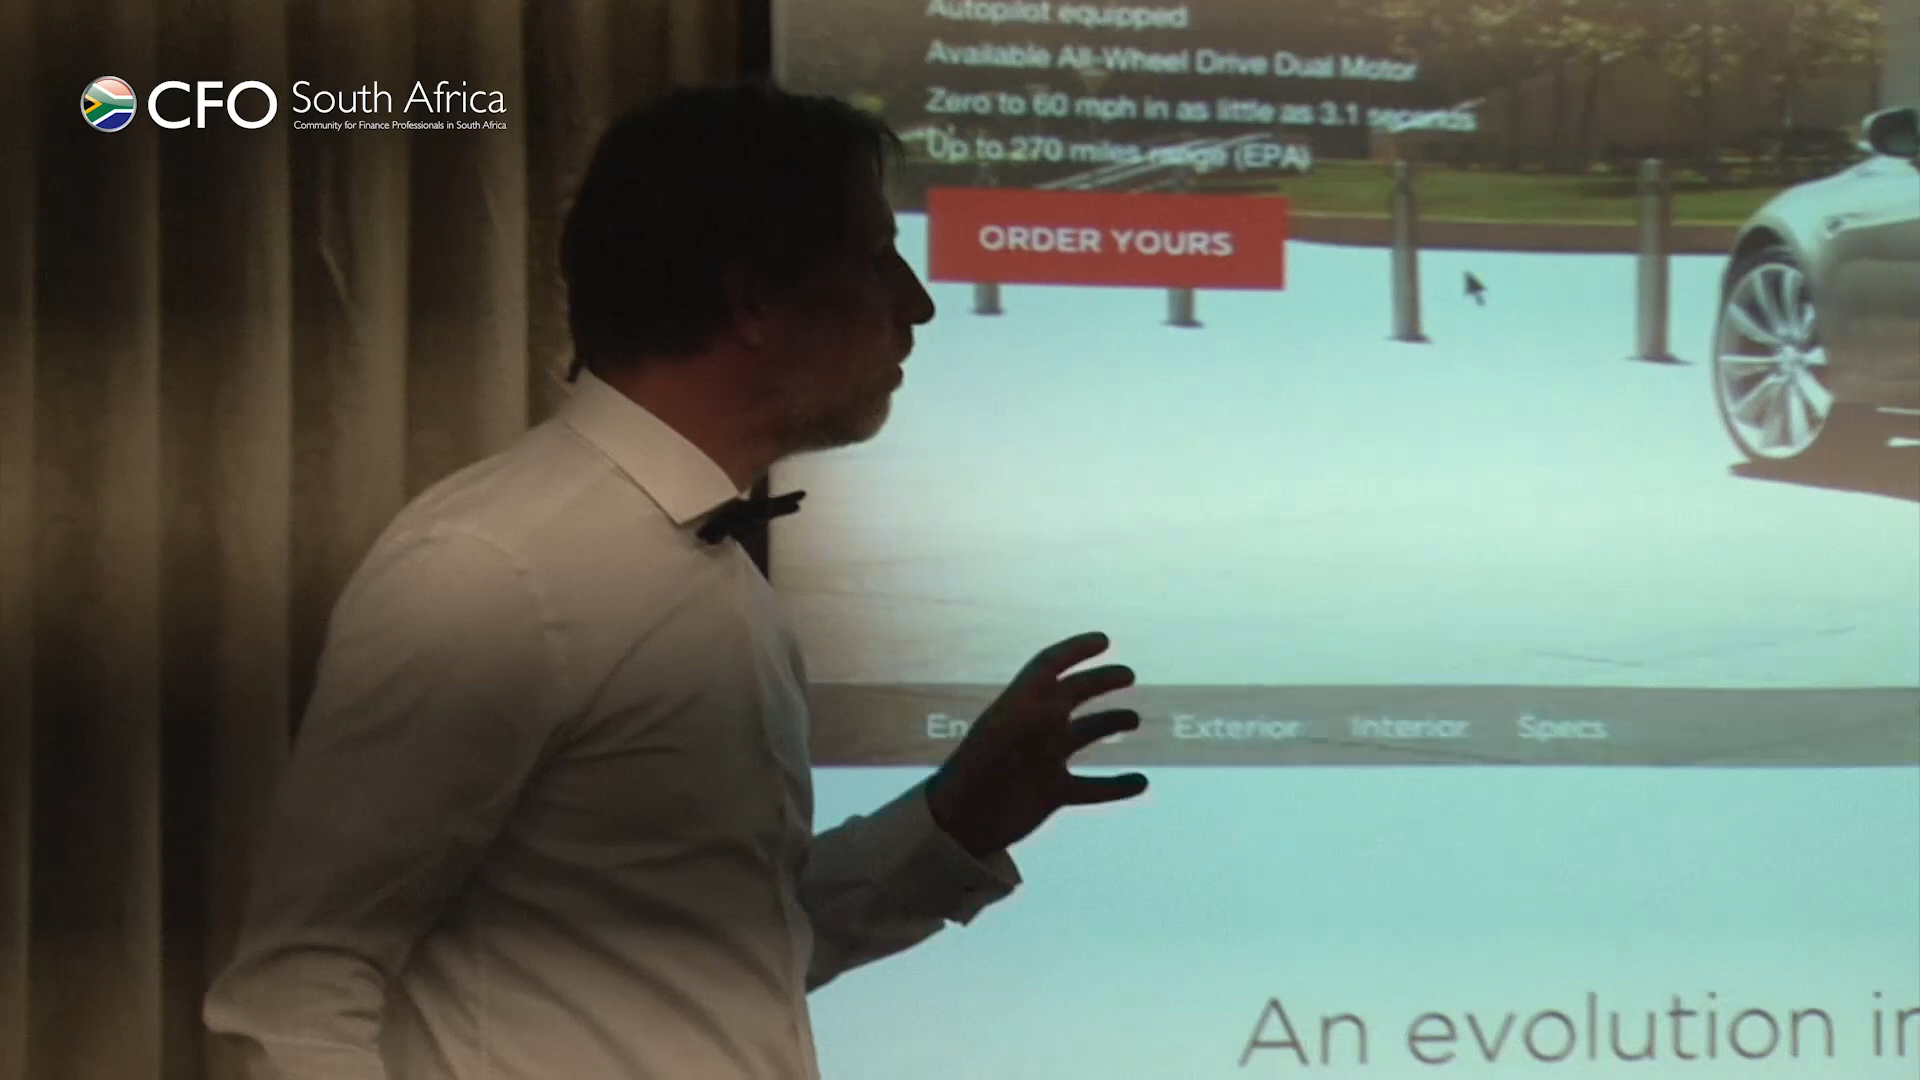 CFO South Africa
Community for Finance Professionals in South Africa
Autopilot equipped
Available All-Wheel Drive Dual Motor
Zero to 60 mph in as little as 3.1 seconds
Up to 270 miles range (EPA)
ORDER YOURS
Exterior Interior Specs
An evolution in